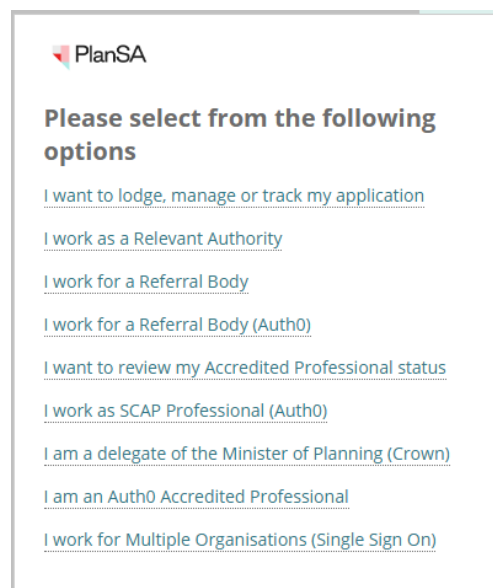 PlanSA
Please select from the following
options
I want to lodge, manage or track my application
I work as a Relevant Authority
I work for a Referral Body
I work for a Referral Body (Auth0)
I want to review my Accredited Professional status
I work as SCAP Professional (Auth0)
I am a delegate of the Minister of Planning (Crown)
I am an Auth0 Accredited Professional
I work for Multiple Organisations (Single Sign On)